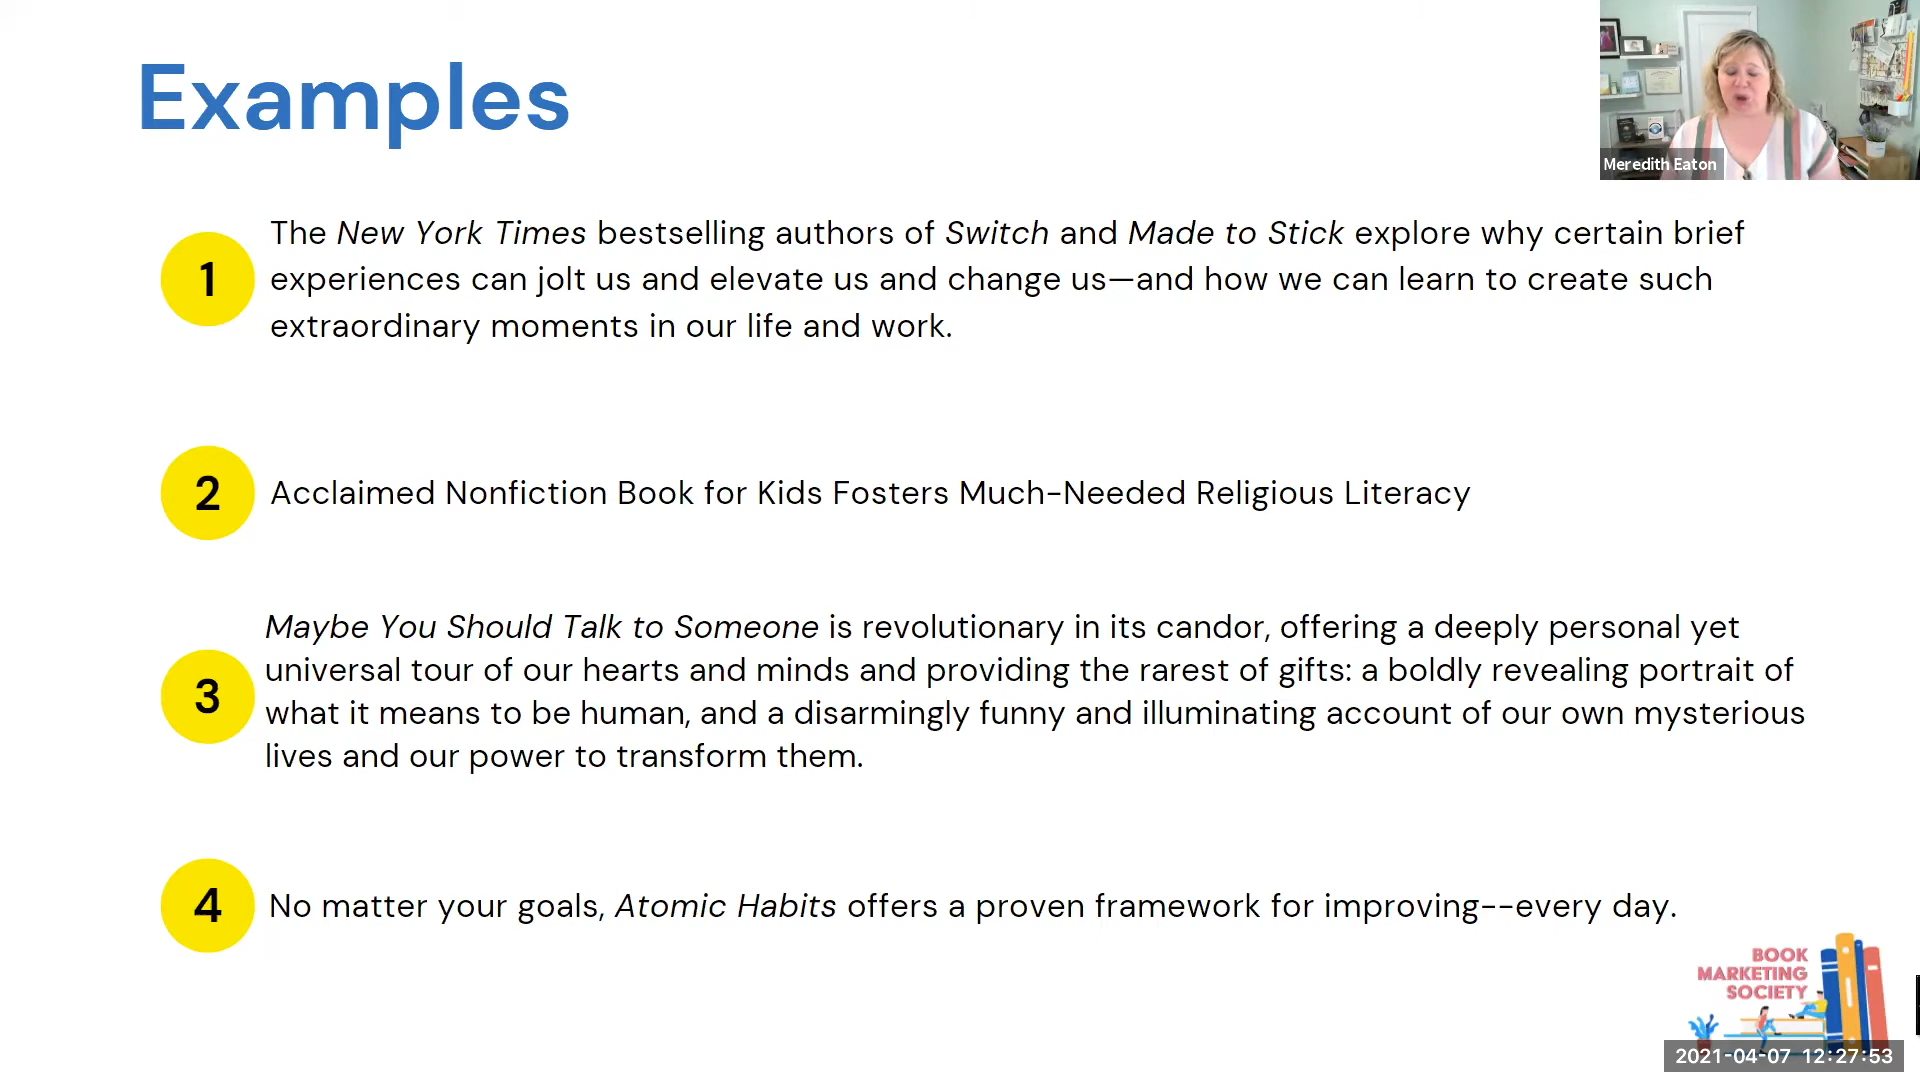 Examples
Meredith Eaton
1
The New York Times bestselling authors of Switch and Made to Stick explore why certain brief
experiences can jolt us and elevate us and change us—and how we can learn to create such
extraordinary moments in our life and work.
2
Acclaimed Nonfiction Book for Kids Fosters Much-Needed Religious Literacy
3
Maybe You Should Talk to Someone is revolutionary in its candor, offering a deeply personal yet
universal tour of our hearts and minds and providing the rarest of gifts: a boldly revealing portrait of
what it means to be human, and a disarmingly funny and illuminating account of our own mysterious
lives and our power to transform them.
4
No matter your goals, Atomic Habits offers a proven framework for improving--every day.
BOOK
MARKETING
SOCIETY
2021-04-07 12:27:53